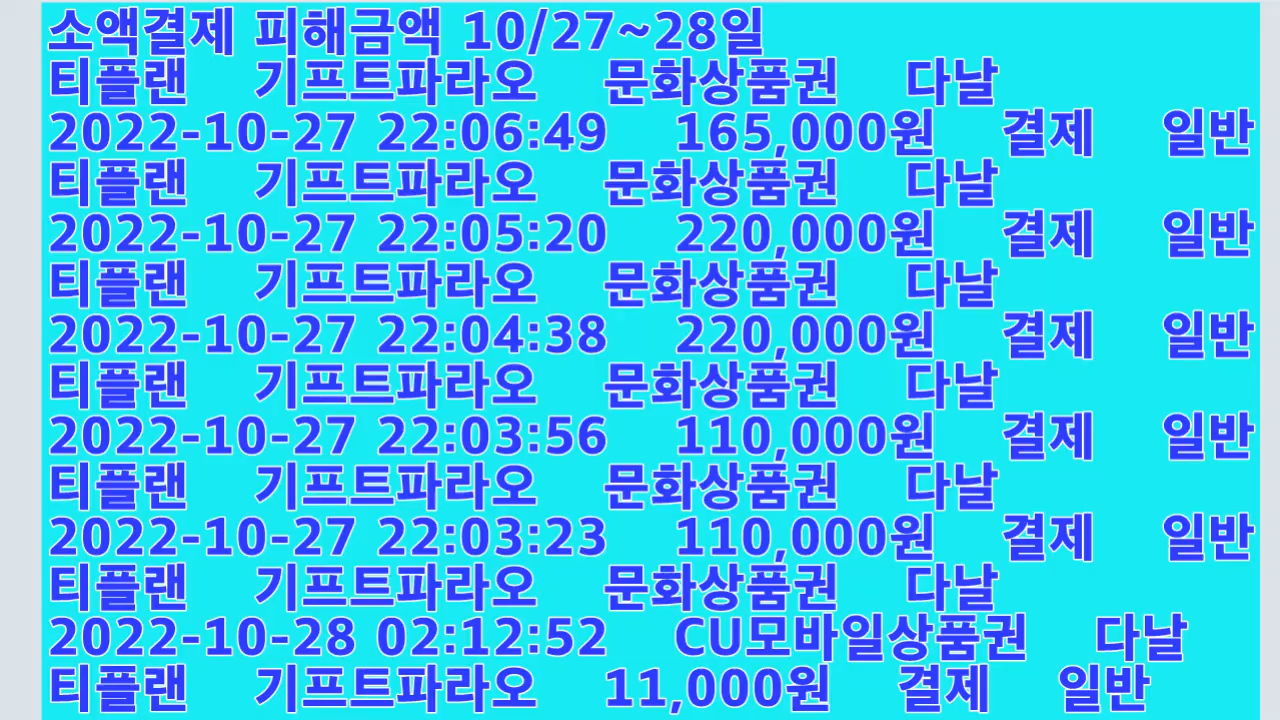 소액결제 피해금액 10/27~28일
티플랜 기프트파라오 문화상품권 다날
2022-10-27 22:06:49 165,000원 결제 일반
티플랜 기프트파라오 문화상품권 다날
2022-10-27 22:05:20 220,000원 결제 일반
티플랜 기프트파라오 문화상품권 다날
2022-10-27 22:04:38 220,000원 결제 일반
티플랜 기프트파라오 문화상품권 다날
2022-10-27 22:03:56 110,000원 결제 일반
티플랜 기프트파라오 문화상품권 다날
2022-10-27 22:03:23 110,000원 결제 일반
티플랜 기프트파라오 문화상품권 다날
2022-10-28 02:12:52 CU모바일상품권 다날
티플랜 기프트파라오 11,000원 결제 일반